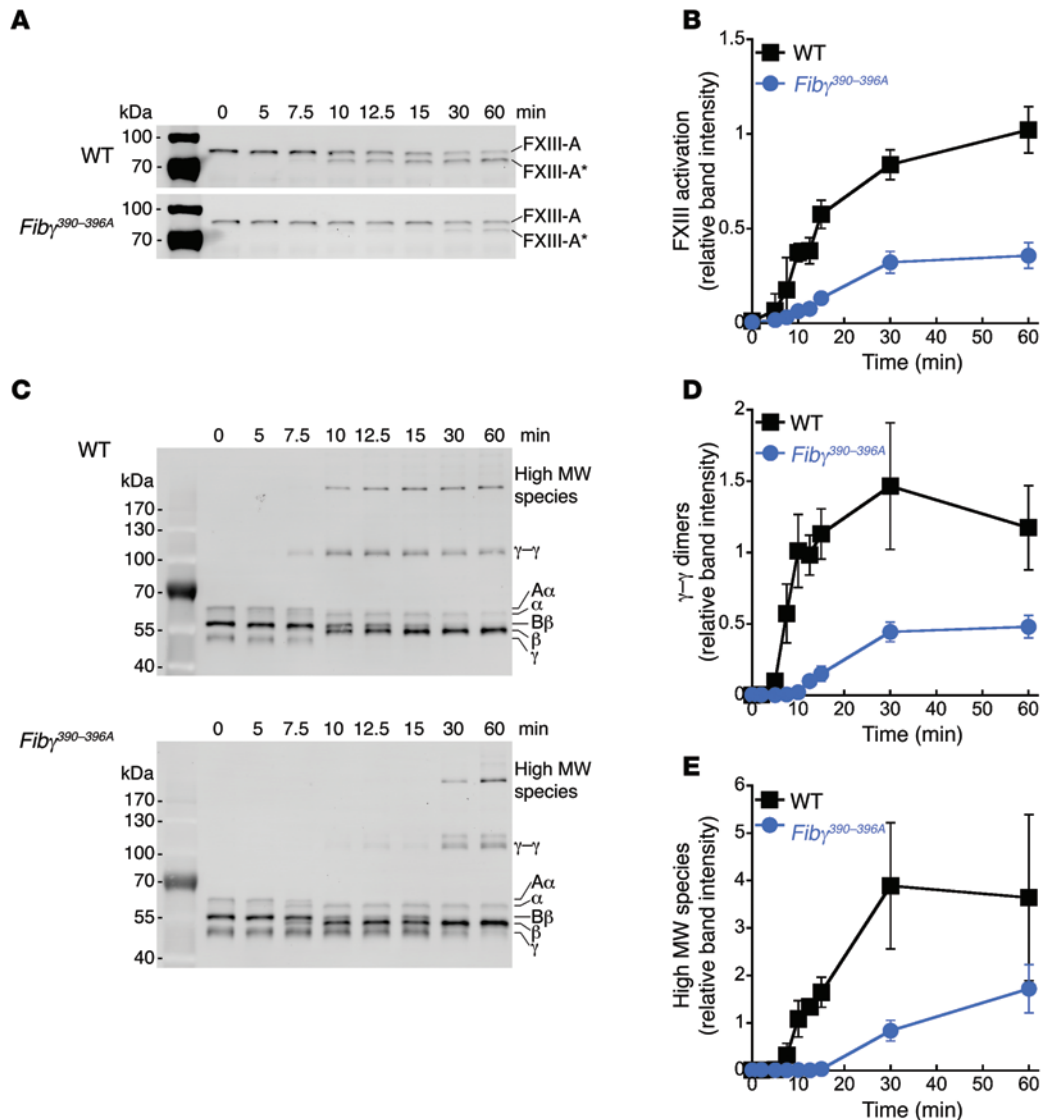 A
kDa 0 5 7.5 10 12.5 15 30 60 min
WT
100
70
FXIII-A
FXIII-A*
Fibγ390–396A
100
70
FXIII-A
FXIII-A*
B
FXIII activation
(relative band intensity)
1.5
1
0.5
0
WT
Fibγ390–396A
0 10 20 30 40 50 60
Time (min)
C
WT
0 5 7.5 10 12.5 15 30 60 min
kDa
170
130
100
70
55
40
High MW
species
γ–γ
Aα
α
Bβ
β
γ
Fibγ390–396A
0 5 7.5 10 12.5 15 30 60 min
kDa
170
130
100
70
55
40
High MW
species
γ–γ
Aα
α
Bβ
β
γ
D
γ–γ dimers
(relative band intensity)
2
1.5
1
0.5
0
WT
Fibγ390–396A
0 10 20 30 40 50 60
Time (min)
E
High MW species
(relative band intensity)
6
5
4
3
2
1
0
WT
Fibγ390–396A
0 10 20 30 40 50 60
Time (min)